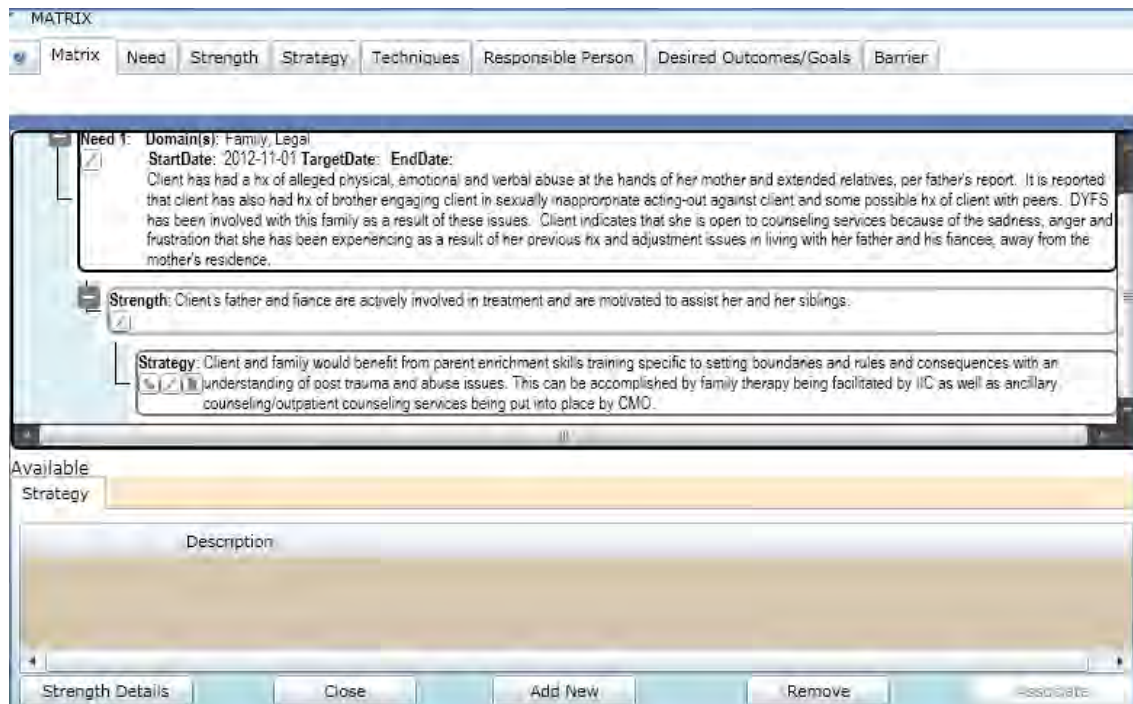 MATRIX
Matrix Need Strength Strategy Techniques Responsible Person Desired Outcomes/Goals Barrier
Need 1: Domain(s): Family, Legal
StartDate: 2012-11-01 TargetDate: EndDate:
Client has had a hx of alleged physical, emotional and verbal abuse at the hands of her mother and extended relatives, per father's report. It is reported
that client has also had hx of brother engaging client in sexually inapproproate acting-out against client and some possible hx of client with peers. DYFS
has been involved with this family as a result of these issues. Client indicates that she is open to counseling services because of the sadness, anger and
frustration that she has been experiencing as a result of her previous hx and adjustment issues in living with her father and his fiancee, away from the
mother's residence.
Strength: Client's father and fiance are actively involved in treatment and are motivated to assist her and her siblings.
Strategy: Client and family would benefit from parent enrichment skills training specific to setting boundaries and rules and consequences with an
understanding of post trauma and abuse issues. This can be accomplished by family therapy being facilitated by IIC as well as ancillary
counseling/outpatient counseling services being put into place by CMO.
Available
Strategy
Description
Strength Details Close Add New Remove Associate